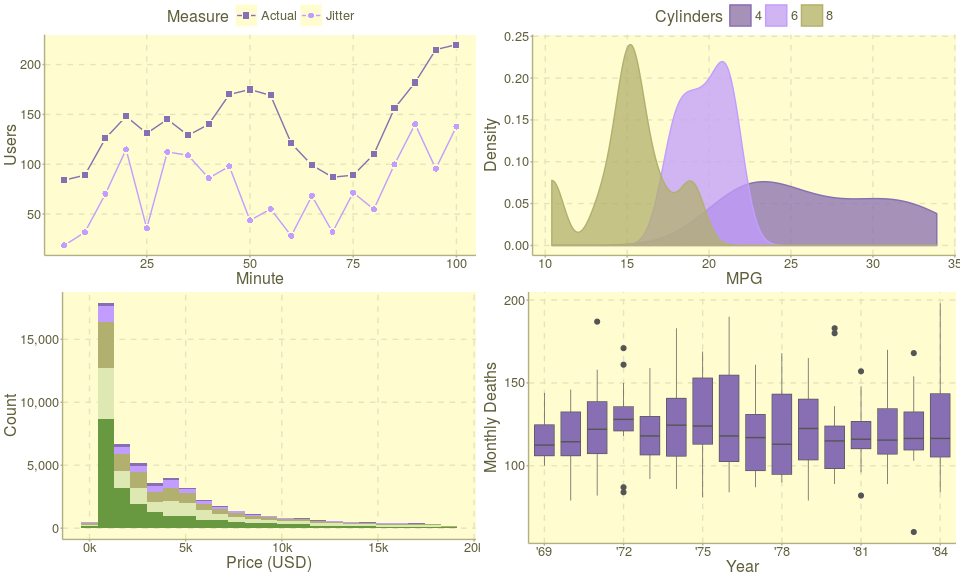 Measure Actual Jitter
200
150
100
50
Users
25 50 75 100
Minute
Cylinders 4 6 8
0.25
0.20
0.15
0.10
0.05
0.00
Density
10 15 20 25 30 35
MPG
15,000
10,000
5,000
0
Count
0k 5k 10k 15k 20k
Price (USD)
200
150
100
Monthly Deaths
'69 '72 '75 '78 '81 '84
Year